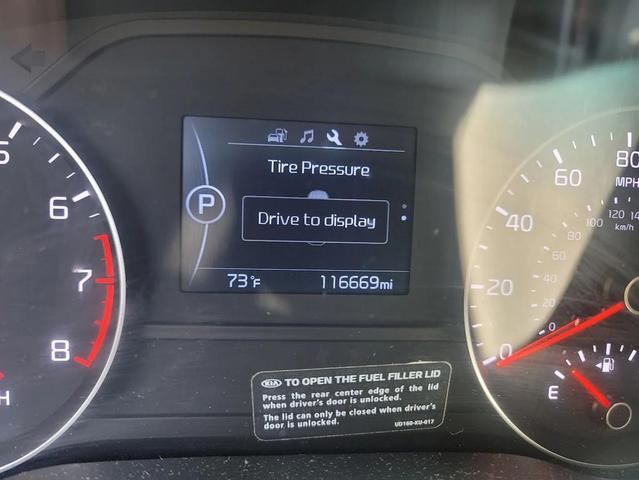 Tire Pressure
P
Drive to display
73°F 116669mi
5
6
7
8
H
80
60
MPH
40
120 14
100 km/h
80
60
40
20
20
0
0
E
KIA TO OPEN THE FUEL FILLER LID
Press the rear center edge of the lid
when driver's door is unlocked.
The lid can only be closed when driver's
door is unlocked.
UD160-KU-017